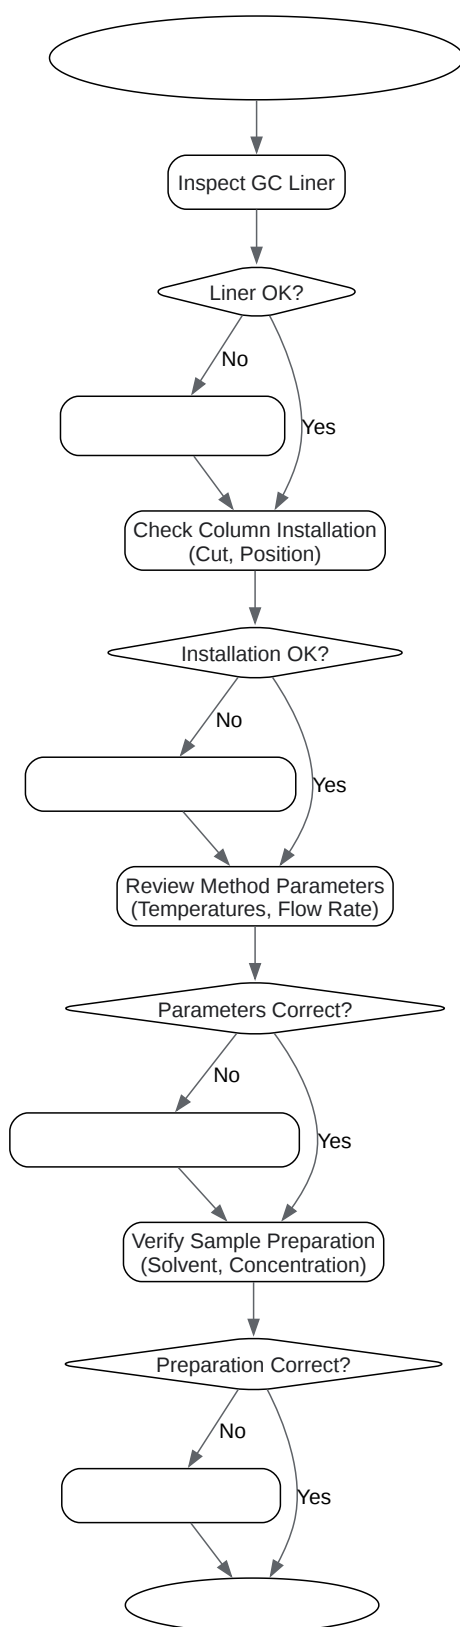 Inspect GC Liner
Liner OK?
No
Yes
Check Column Installation
(Cut, Position)
Installation OK?
No
Yes
Review Method Parameters
(Temperatures, Flow Rate)
Parameters Correct?
No
Yes
Verify Sample Preparation
(Solvent, Concentration)
Preparation Correct?
No
Yes